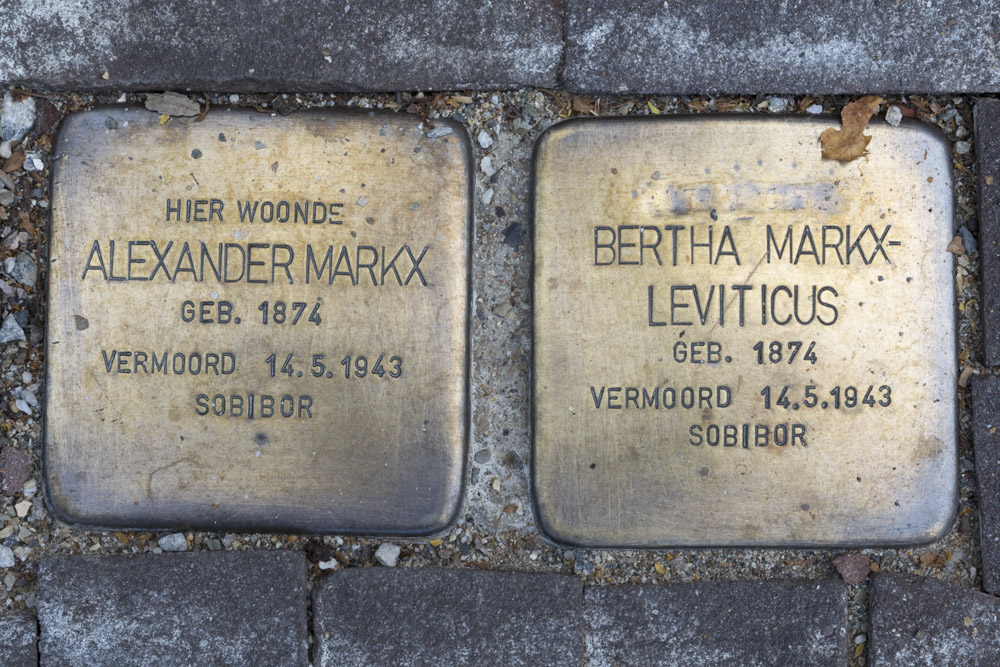 HIER WOONDE
ALEXANDER MARKX
GEB. 1874
VERMOORD 14.5.1943
SOBIBOR
BERTHA MARKX-
LEVITICUS
GEB. 1874
VERMOORD 14.5.1943
SOBIBOR